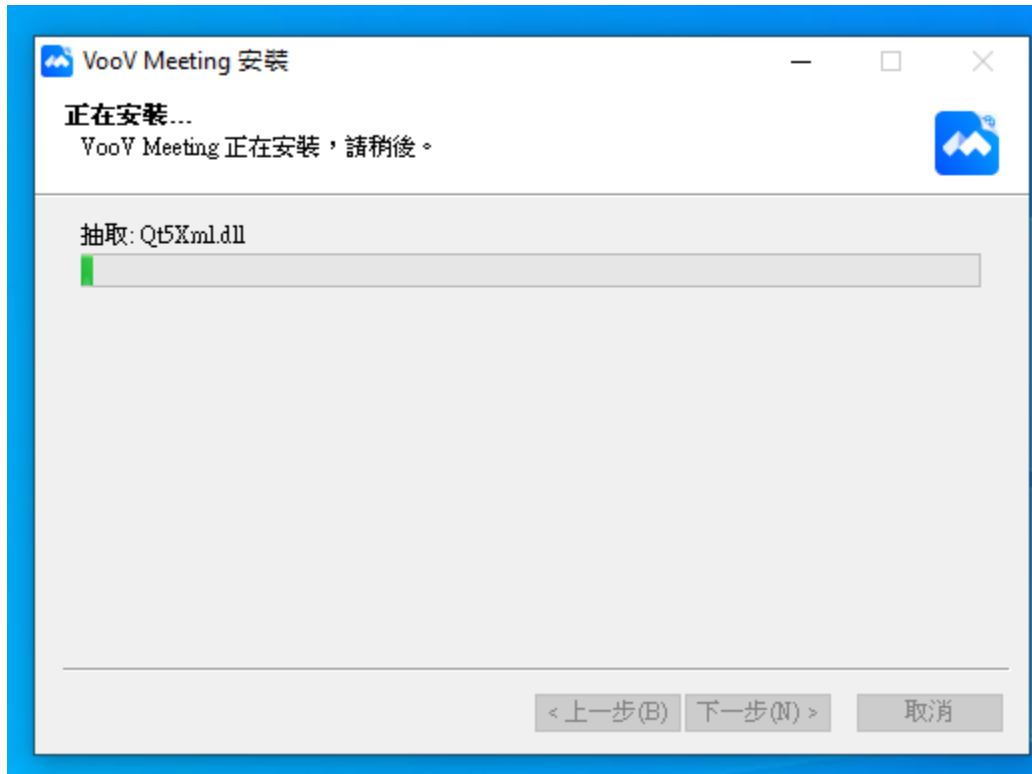 VooV Meeting 安裝
正在安裝...
VooV Meeting 正在安裝，請稍後。
抽取: Qt5Xml.dll
< 上一步(B)
下一步(N) >
取消